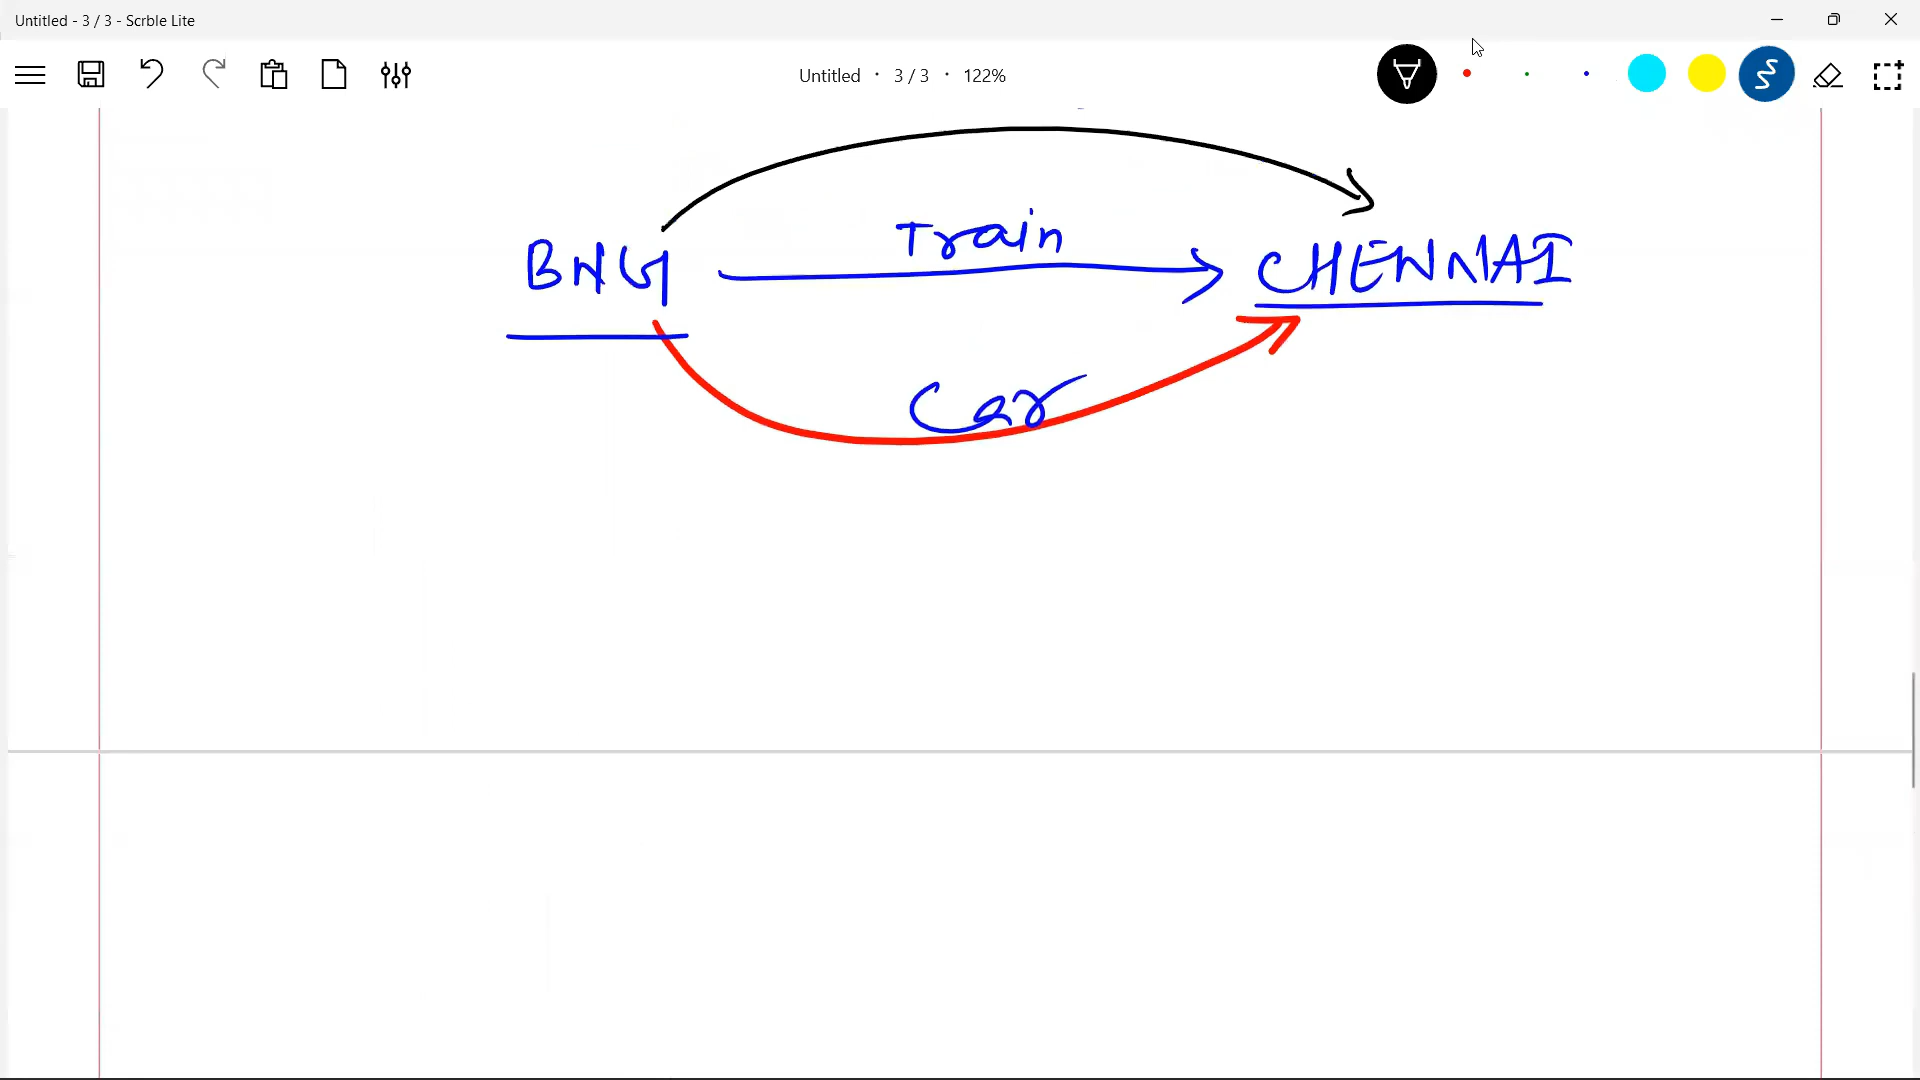 Untitled - 3 / 3 - Scrble Lite
Untitled · 3 / 3 · 122%
Train
BNG CHENNAI
Car